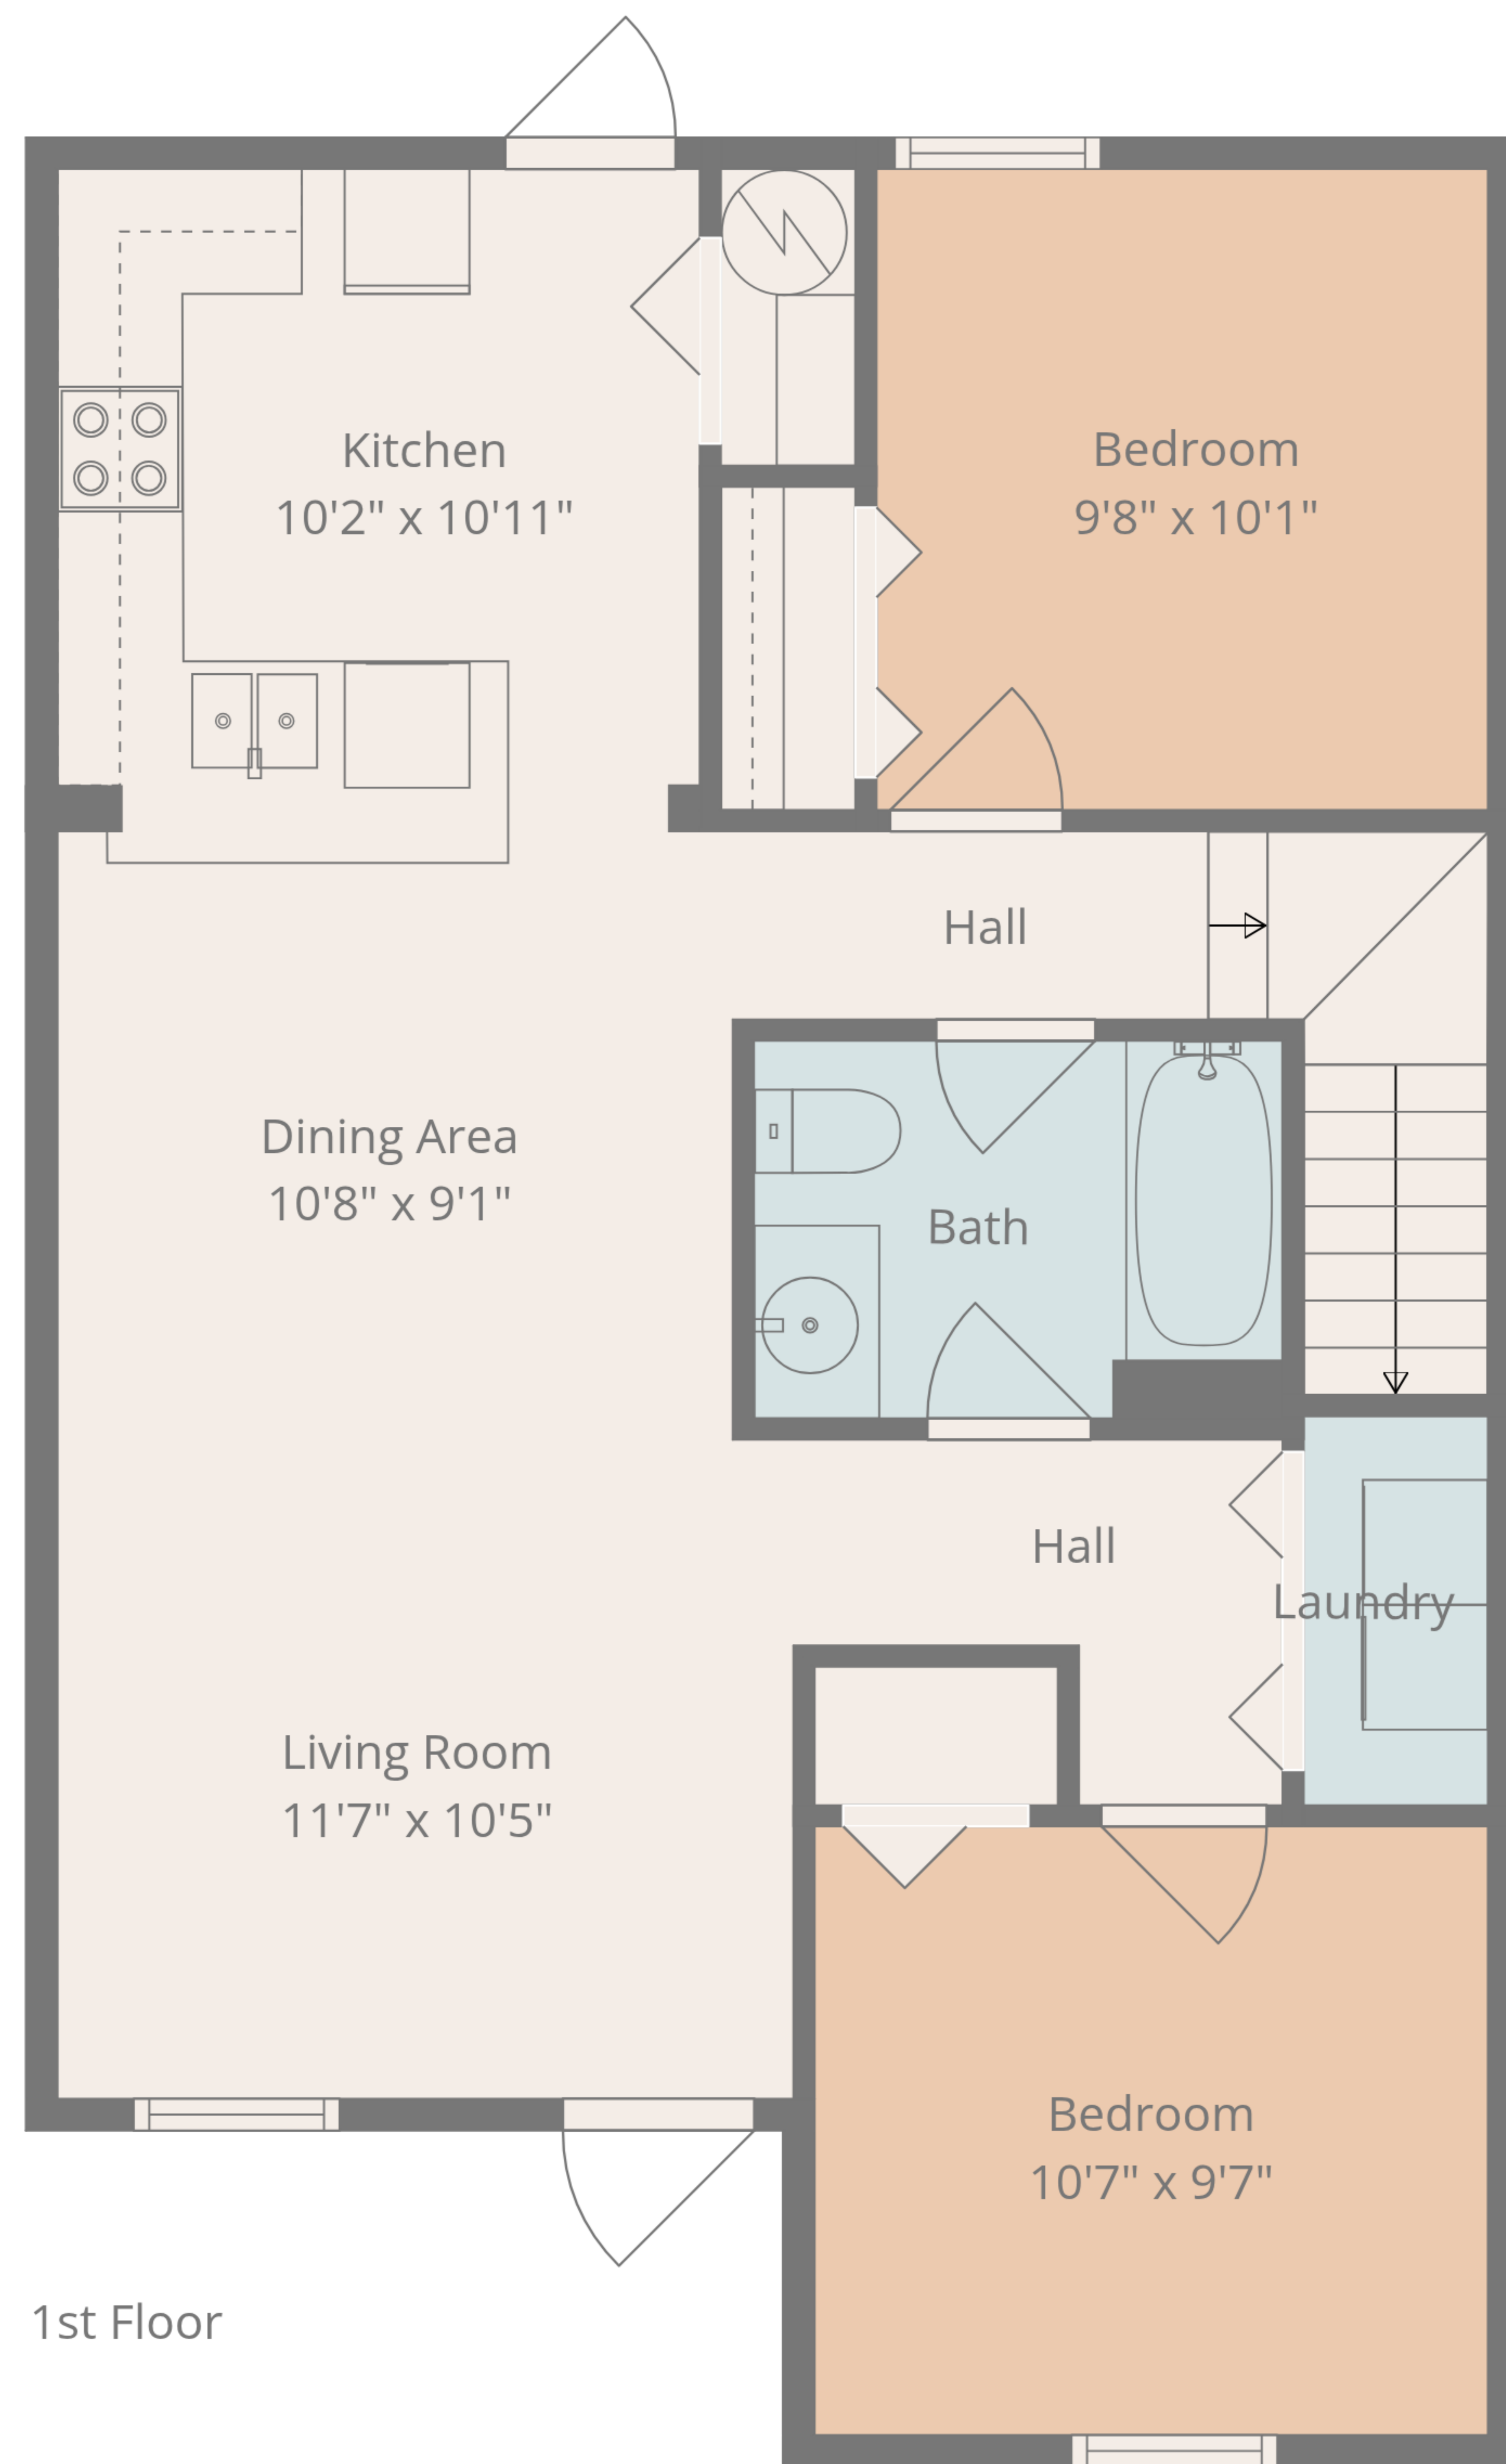 Kitchen
10'2" x 10'11"
Bedroom
9'8" x 10'1"
Hall
Dining Area
10'8" x 9'1"
Bath
Hall
Laundry
Living Room
11'7" x 10'5"
Bedroom
10'7" x 9'7"
1st Floor